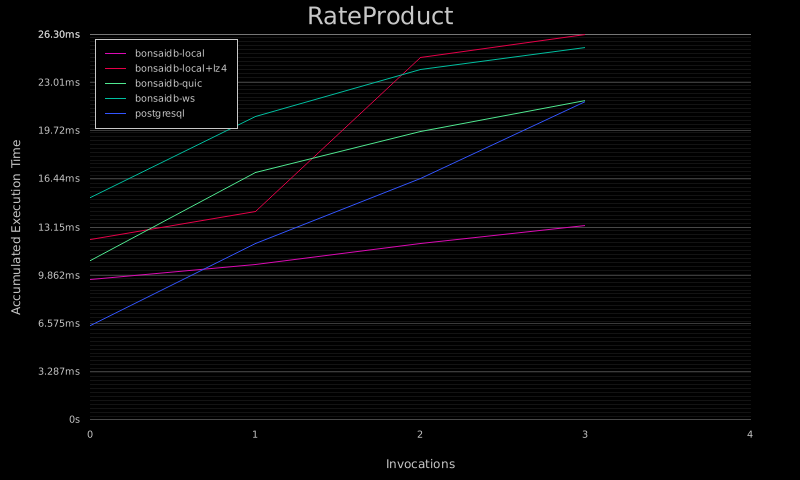 RateProduct
26.30ms
bonsaidb-local
bonsaidb-local+lz4
bonsaidb-quic
bonsaidb-ws
postgresql
23.01ms
19.72ms
16.44ms
13.15ms
9.862ms
6.575ms
3.287ms
0s
Accumulated Execution Time
0 1 2 3 4
Invocations